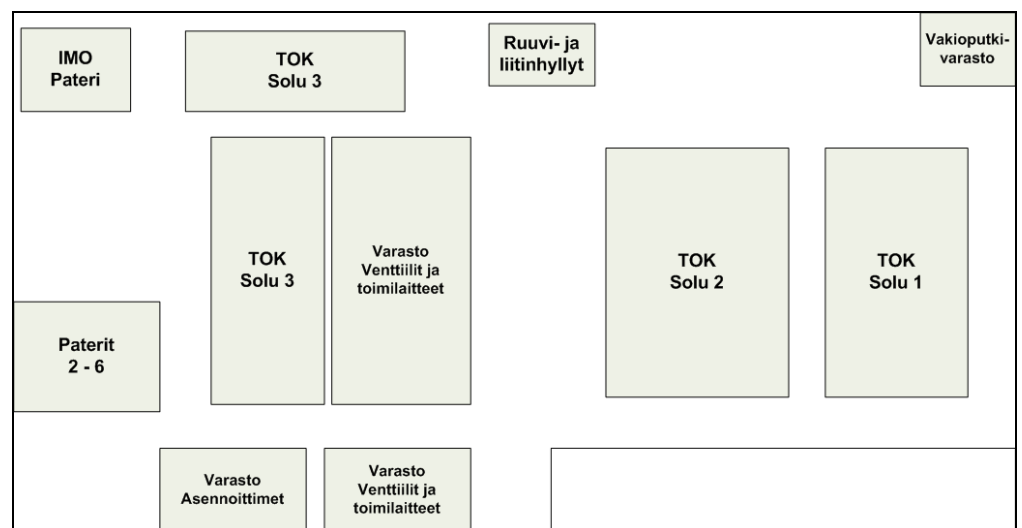 IMO
Pateri
TOK
Solu 3
Ruuvi- ja
liitinhyllyt
Vakioputki-
varasto
TOK
Solu 3
Varasto
Venttiilit ja
toimilaitteet
TOK
Solu 2
TOK
Solu 1
Paterit
2 - 6
Varasto
Asennoittimet
Varasto
Venttiilit ja
toimilaitteet